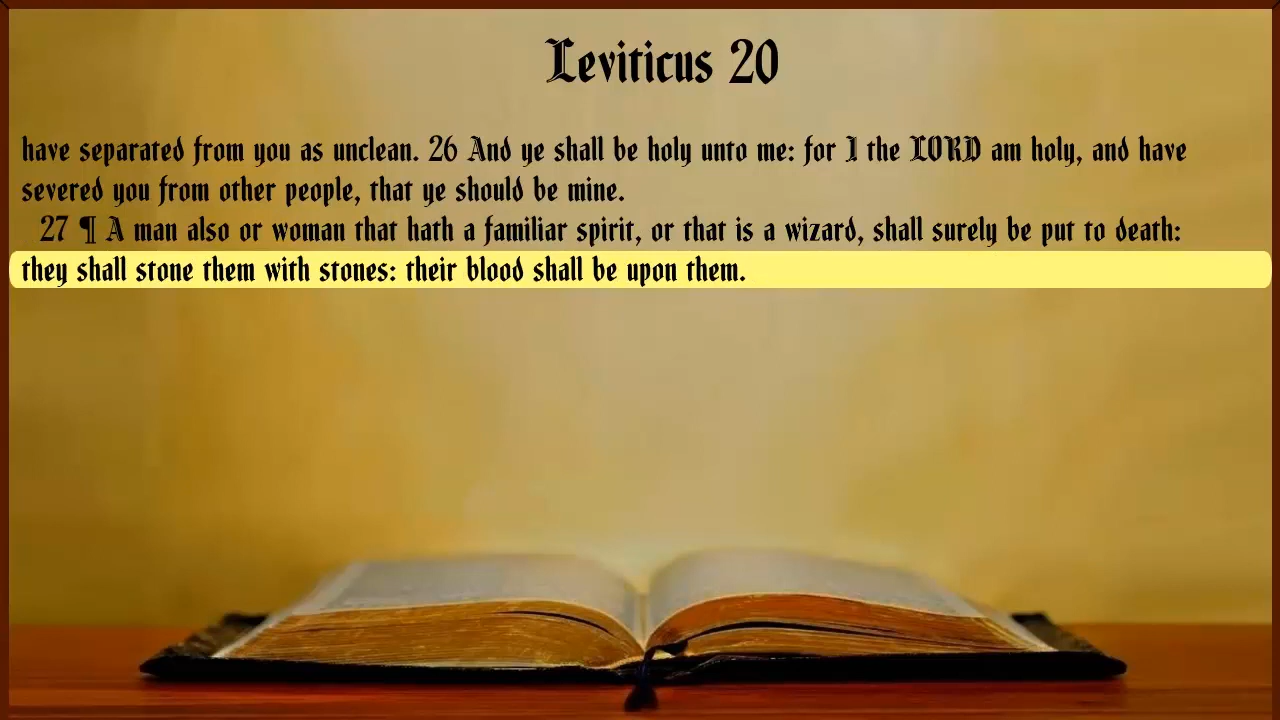 Leviticus 20
have separated from you as unclean. 26 And ye shall be holy unto me: for I the LORD am holy, and have
severed you from other people, that ye should be mine.
27 ¶ A man also or woman that hath a familiar spirit, or that is a wizard, shall surely be put to death:
they shall stone them with stones: their blood shall be upon them.